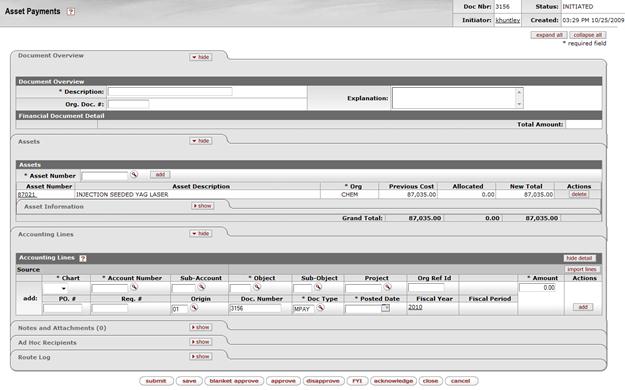 Asset Payments ?
Doc Nbr: 3156 Status: INITIATED
Initiator: khuntley Created: 03:29 PM 10/25/2009
expand all collapse all
* required field
Document Overview hide
Document Overview
* Description: Explanation:
Org. Doc. #:
Financial Document Detail
Total Amount:
Assets hide
Assets
* Asset Number add
Asset Number Asset Description * Org Previous Cost Allocated New Total Actions
87021 INJECTION SEEDED YAG LASER CHEM 87,035.00 0.00 87,035.00 delete
Asset Information show
Grand Total: 87,035.00 0.00 87,035.00
Accounting Lines hide
Accounting Lines ? hide detail
Source import lines
* Chart * Account Number Sub-Account * Object Sub-Object Project Org Ref Id * Amount Actions
0.00
add: PO. # Req. # Origin Doc. Number * Doc Type * Posted Date Fiscal Year Fiscal Period
01 3156 MPAY 2010 add
Notes and Attachments (0) show
Ad Hoc Recipients show
Route Log show
submit save blanket approve approve disapprove FYI acknowledge close cancel